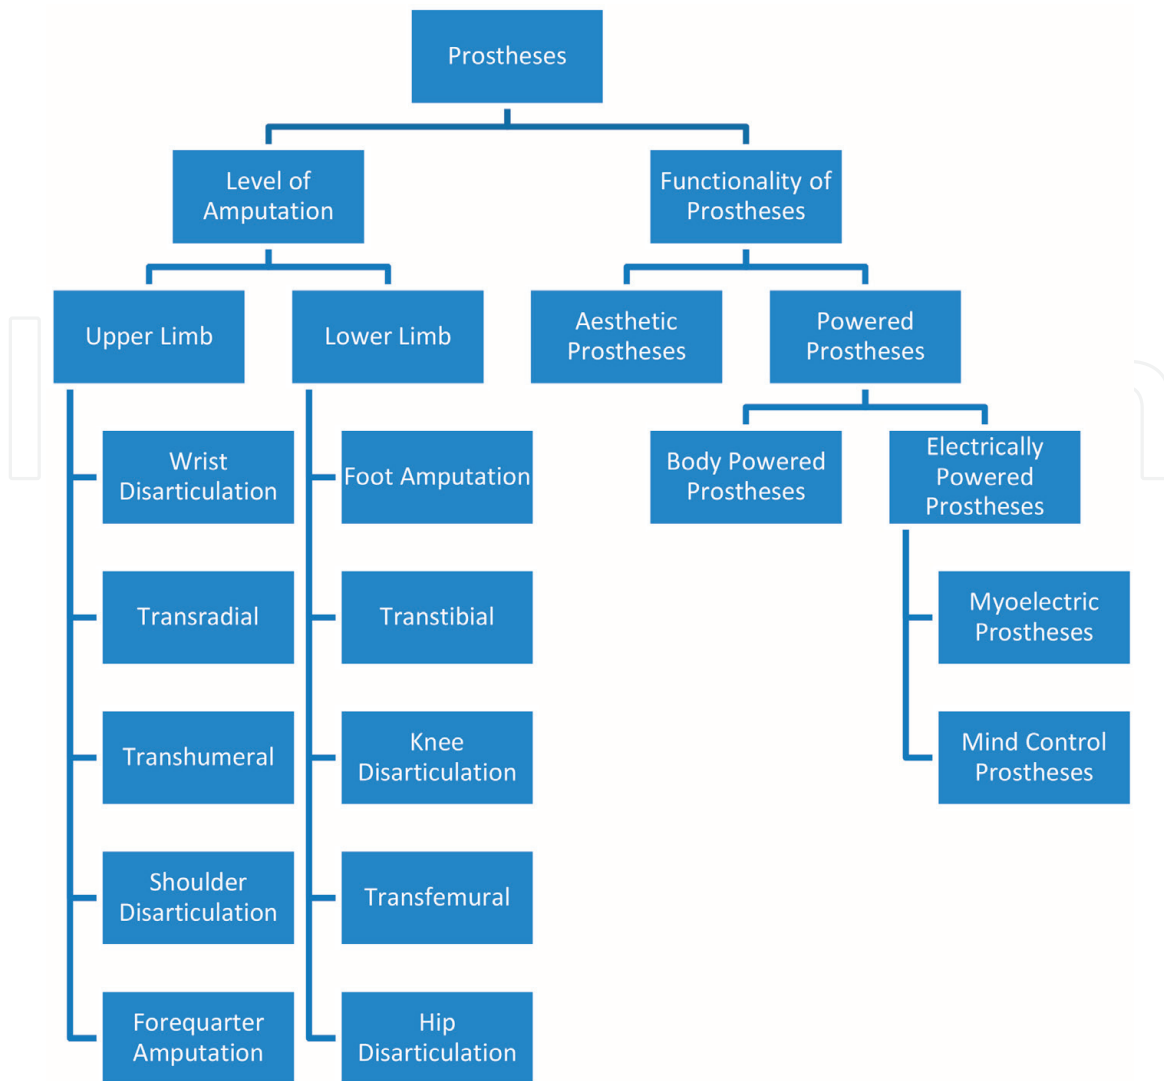 Prostheses
Level of
Amputation
Functionality of
Prostheses
Upper Limb
Lower Limb
Aesthetic
Prostheses
Powered
Prostheses
Wrist
Disarticulation
Foot Amputation
Body Powered
Prostheses
Electrically
Powered
Prostheses
Transradial
Transtibial
Myoelectric
Prostheses
Transhumeral
Knee
Disarticulation
Mind Control
Prostheses
Shoulder
Disarticulation
Transfemural
Forequarter
Amputation
Hip
Disarticulation